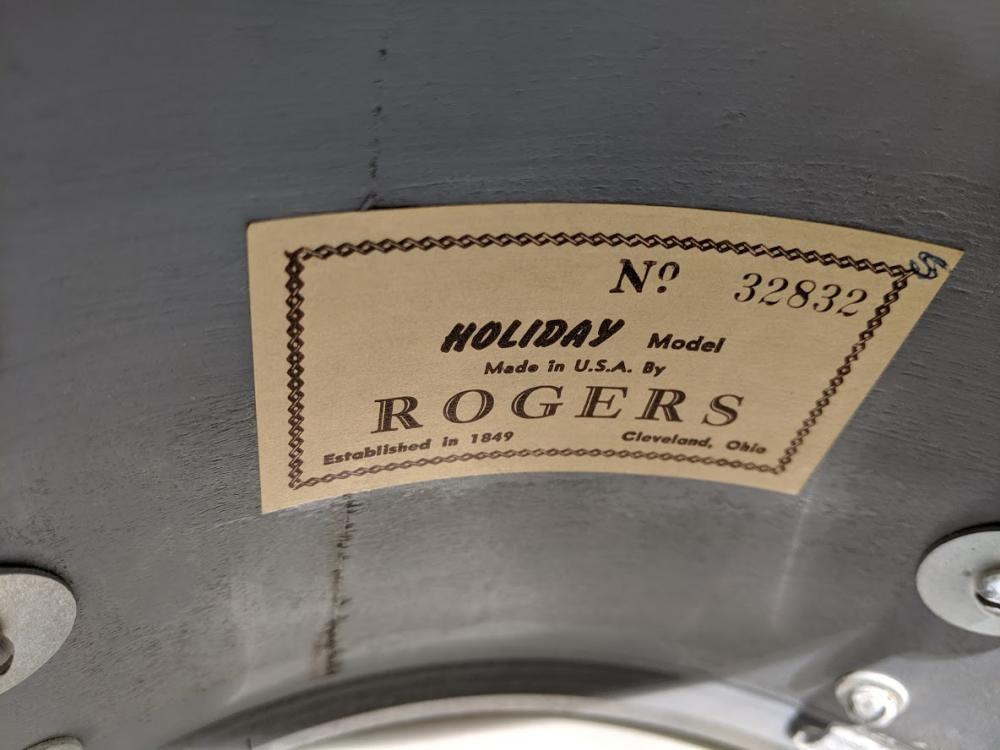 Nº 32832
HOLIDAY Model
Made in U.S.A. By
ROGERS
Established in 1849 Cleveland, Ohio